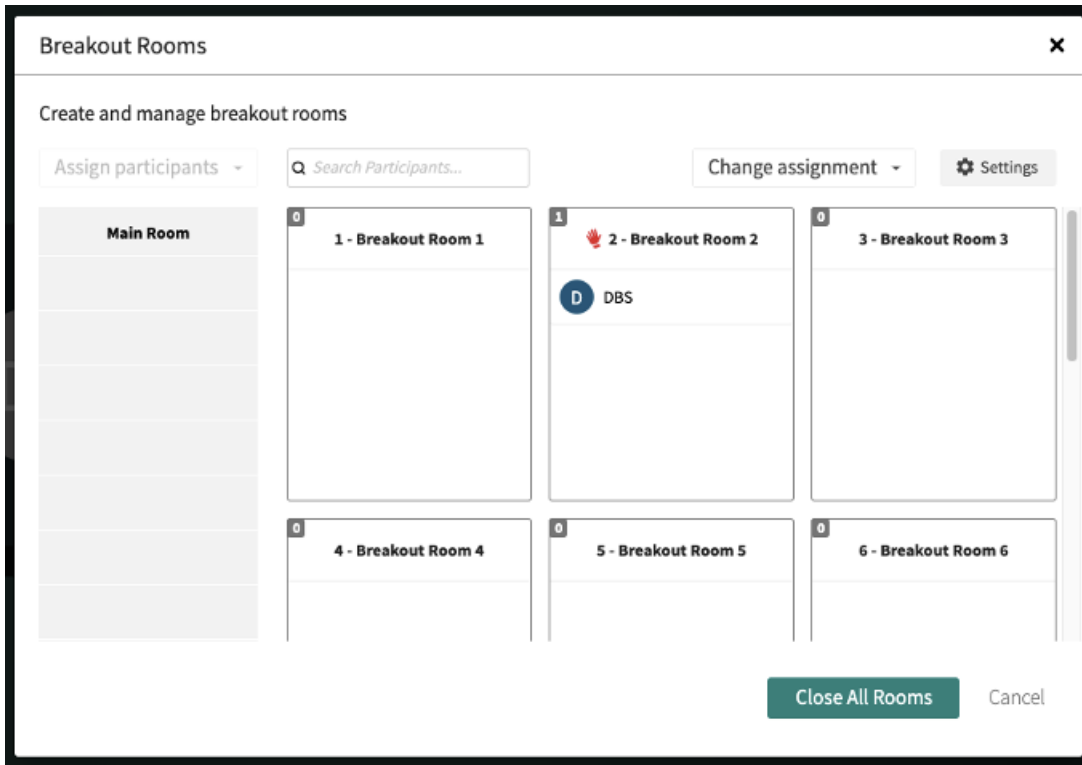 Breakout Rooms
Create and manage breakout rooms
Assign participants
Search Participants...
Change assignment
Settings
Main Room
0
1 - Breakout Room 1
1
2 - Breakout Room 2
D DBS
0
3 - Breakout Room 3
0
4 - Breakout Room 4
0
5 - Breakout Room 5
0
6 - Breakout Room 6
Close All Rooms
Cancel